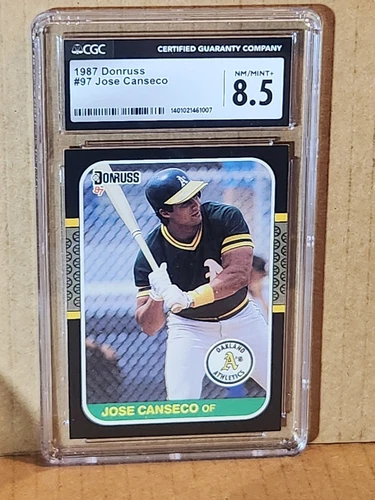 CGC
CERTIFIED GUARANTY COMPANY
1987 Donruss
#97 Jose Canseco
NM/MINT+
8.5
1401021461007
DONRUSS
'87
A
OAKLAND
A's
ATHLETICS
JOSE CANSECO OF